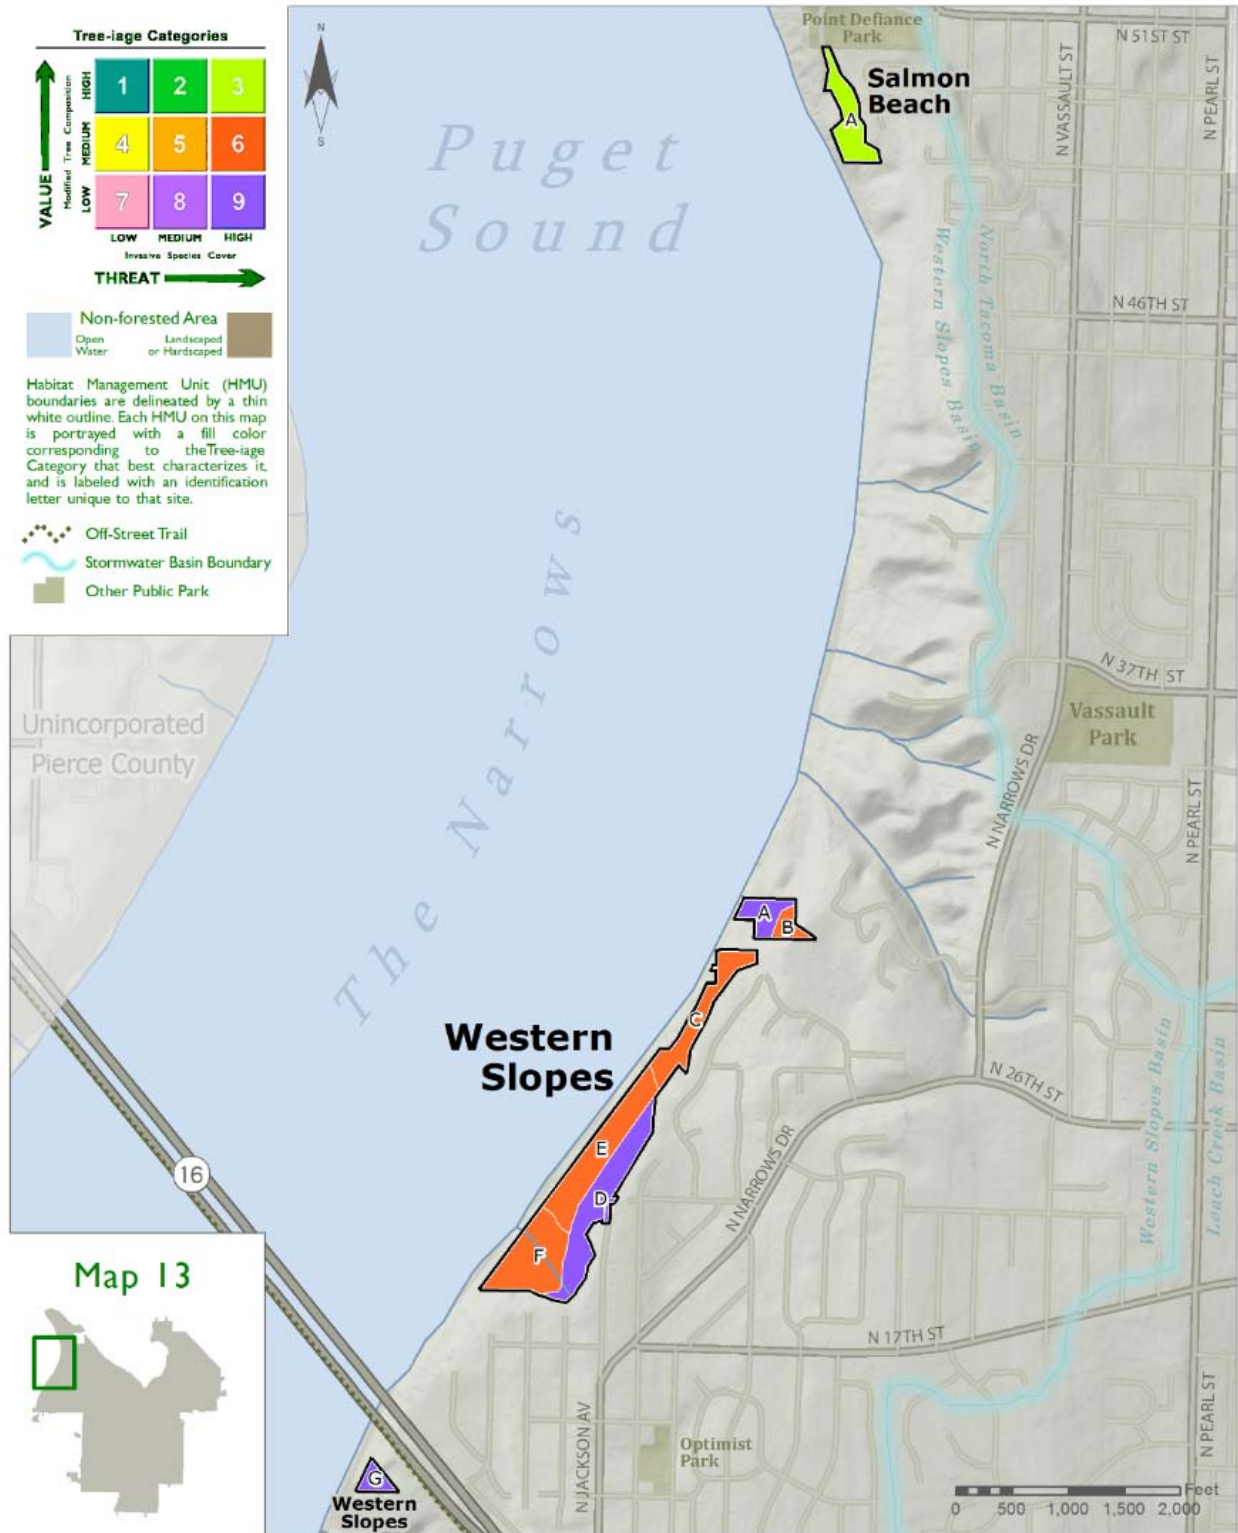 Tree-iage Categories
VALUE
Modified Tree Composition
HIGH
MEDIUM
LOW
1 2 3
4 5 6
7 8 9
LOW MEDIUM HIGH
Invasive Species Cover
THREAT
Non-forested Area
Open
Water
Landscaped
or Hardscaped
Habitat Management Unit (HMU)
boundaries are delineated by a thin
white outline. Each HMU on this map
is portrayed with a fill color
corresponding to theTree-iage
Category that best characterizes it,
and is labeled with an identification
letter unique to that site.
Off-Street Trail
Stormwater Basin Boundary
Other Public Park
N
S
Puget
Sound
The Narrows
Point Defiance
Park
Salmon
Beach
A
N 51ST ST
N VASSAULT ST
N PEARL ST
N 46TH ST
Western Slopes Basin
North Tacoma Basin
N 37TH ST
Vassault
Park
N NARROWS DR
N PEARL ST
Unincorporated
Pierce County
A
B
C
Western
Slopes
E
D
F
N 26TH ST
N NARROWS DR
Western Slopes Basin
Leach Creek Basin
16
N 17TH ST
N JACKSON AV
Optimist
Park
N PEARL ST
G
Western
Slopes
Map 13
Feet
0 500 1,000 1,500 2,000